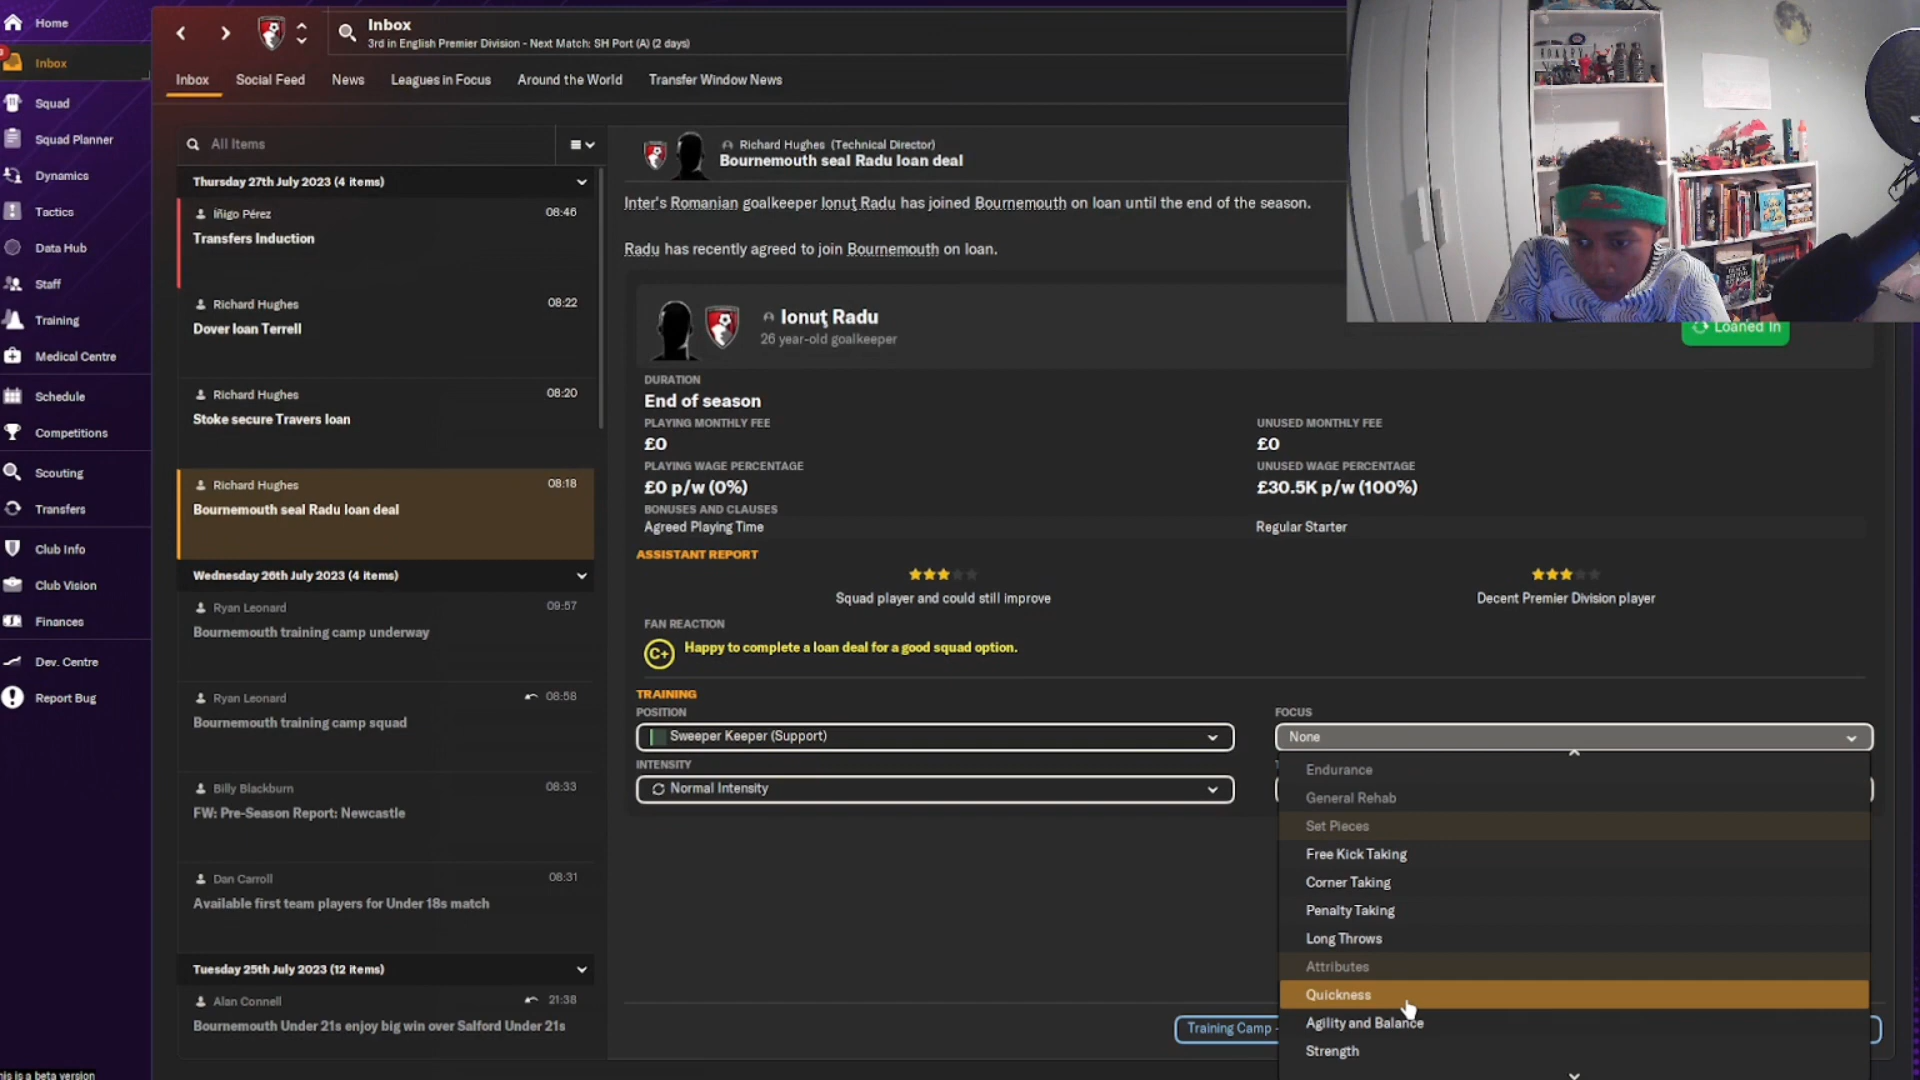 Home
Inbox
Squad
Squad Planner
Dynamics
Tactics
Data Hub
Staff
Training
Medical Centre
Schedule
Competitions
Scouting
Transfers
Club Info
Club Vision
Finances
Dev. Centre
Report Bug
his is a beta version
Inbox
3rd in English Premier Division - Next Match: SH Port (A) (2 days)
Inbox Social Feed News Leagues in Focus Around the World Transfer Window News
All Items
Thursday 27th July 2023 (4 items)
Iñigo Pérez 08:46
Transfers Induction
Richard Hughes 08:22
Dover loan Terrell
Richard Hughes 08:20
Stoke secure Travers loan
Richard Hughes 08:18
Bournemouth seal Radu loan deal
Wednesday 26th July 2023 (4 items)
Ryan Leonard 09:57
Bournemouth training camp underway
Ryan Leonard 08:58
Bournemouth training camp squad
Billy Blackburn 08:33
FW: Pre-Season Report: Newcastle
Dan Carroll 08:31
Available first team players for Under 18s match
Tuesday 25th July 2023 (12 items)
Alan Connell 21:38
Bournemouth Under 21s enjoy big win over Salford Under 21s
Richard Hughes (Technical Director)
Bournemouth seal Radu loan deal
Inter's Romanian goalkeeper Ionuţ Radu has joined Bournemouth on loan until the end of the season.
Radu has recently agreed to join Bournemouth on loan.
Ionuţ Radu
26 year-old goalkeeper
Loaned In
DURATION
End of season
PLAYING MONTHLY FEE UNUSED MONTHLY FEE
£0 £0
PLAYING WAGE PERCENTAGE UNUSED WAGE PERCENTAGE
£0 p/w (0%) £30.5K p/w (100%)
BONUSES AND CLAUSES
Agreed Playing Time Regular Starter
ASSISTANT REPORT
Squad player and could still improve Decent Premier Division player
FAN REACTION
C+ Happy to complete a loan deal for a good squad option.
TRAINING
POSITION FOCUS
Sweeper Keeper (Support) None
INTENSITY
Normal Intensity
Endurance
General Rehab
Set Pieces
Free Kick Taking
Corner Taking
Penalty Taking
Long Throws
Attributes
Quickness
Agility and Balance
Strength
Training Camp -